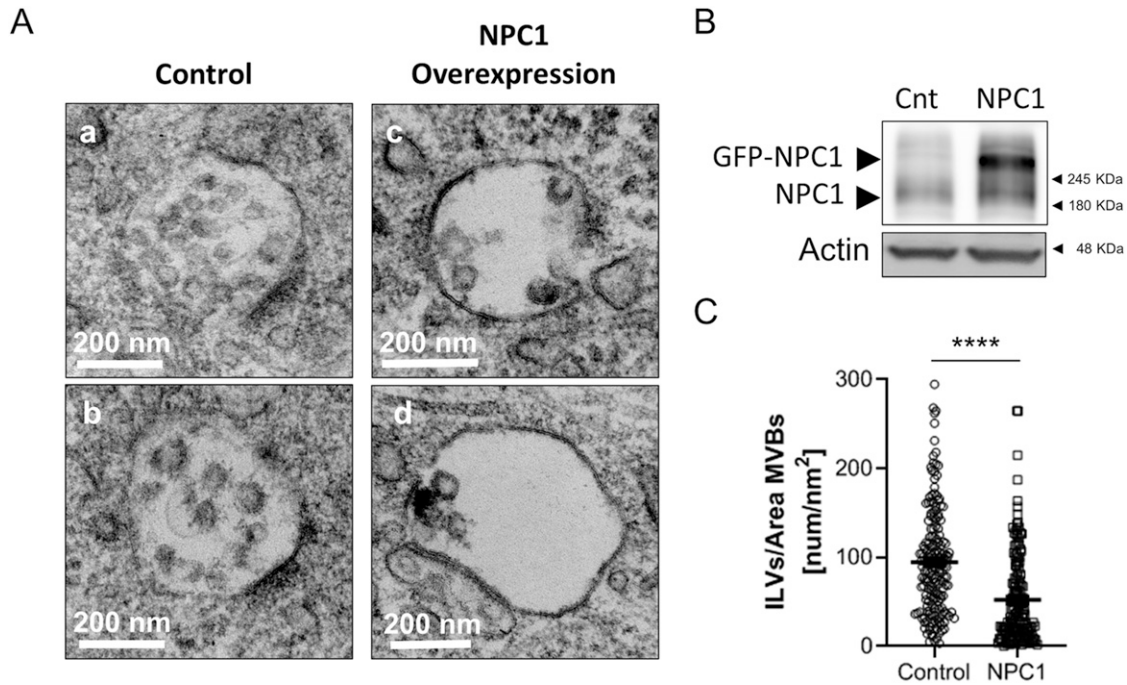 A
Control
NPC1
Overexpression
a
200 nm
c
200 nm
b
200 nm
d
200 nm
B
Cnt NPC1
GFP-NPC1
245 KDa
NPC1
180 KDa
Actin
48 KDa
C
****
ILVs/Area MVBs
[num/nm²]
300
200
100
0
Control NPC1